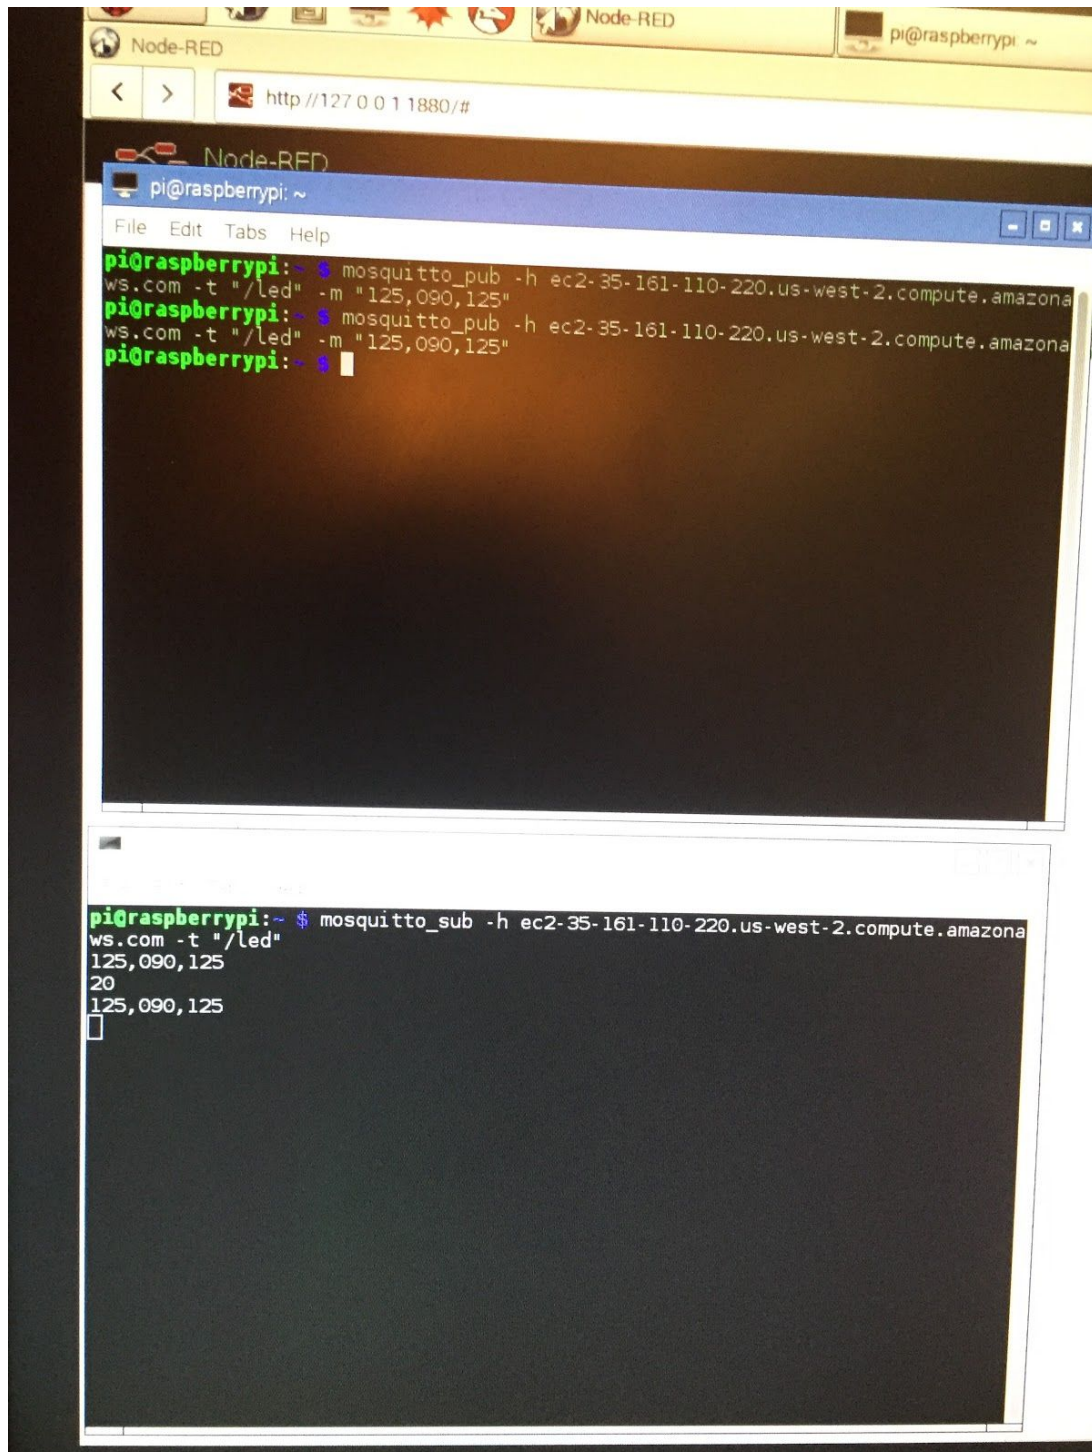 Node-RED
pi@raspberrypi: ~
Node-RED
http //127 0 0 1 1880/#
Node-RED
pi@raspberrypi: ~
File Edit Tabs Help
pi@raspberrypi:~ $ mosquitto_pub -h ec2-35-161-110-220.us-west-2.compute.amazona
ws.com -t "/led" -m "125,090,125"
pi@raspberrypi:~ $ mosquitto_pub -h ec2-35-161-110-220.us-west-2.compute.amazona
ws.com -t "/led" -m "125,090,125"
pi@raspberrypi:~ $
pi@raspberrypi:~ $ mosquitto_sub -h ec2-35-161-110-220.us-west-2.compute.amazona
ws.com -t "/led"
125,090,125
20
125,090,125